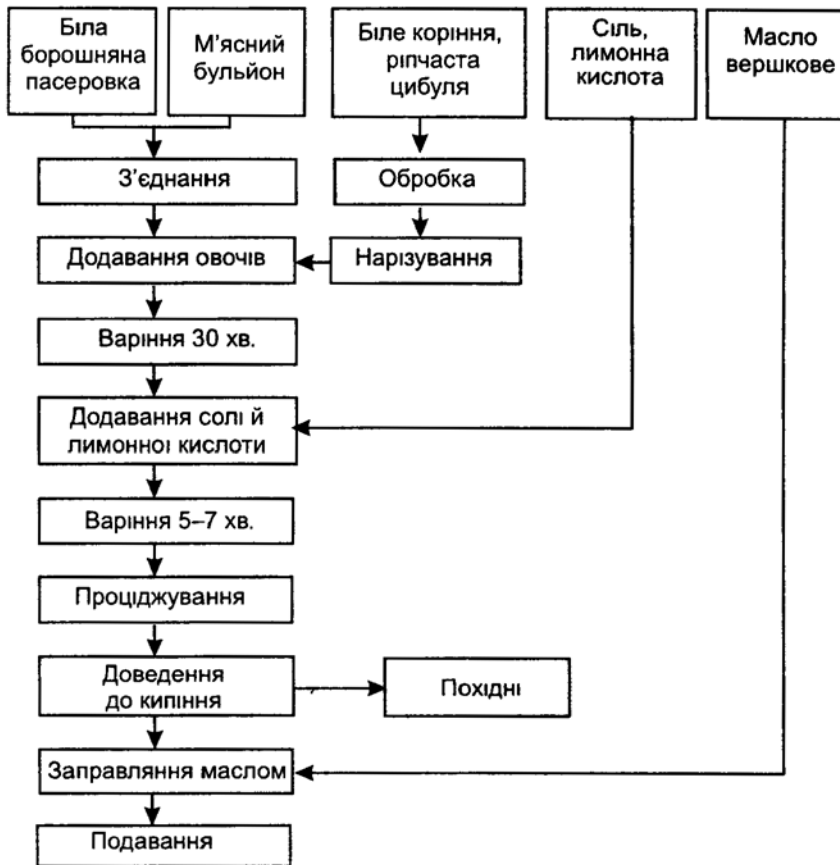 Біла
борошняна
пасеровка
М'ясний
бульйон
Біле коріння,
ріпчаста
цибуля
Сіль,
лимонна
кислота
Масло
вершкове
З'єднання
Обробка
Додавання овочів
Нарізування
Варіння 30 хв.
Додавання солі й
лимонної кислоти
Варіння 5–7 хв.
Проціджування
Доведення
до кипіння
Похідні
Заправляння маслом
Подавання